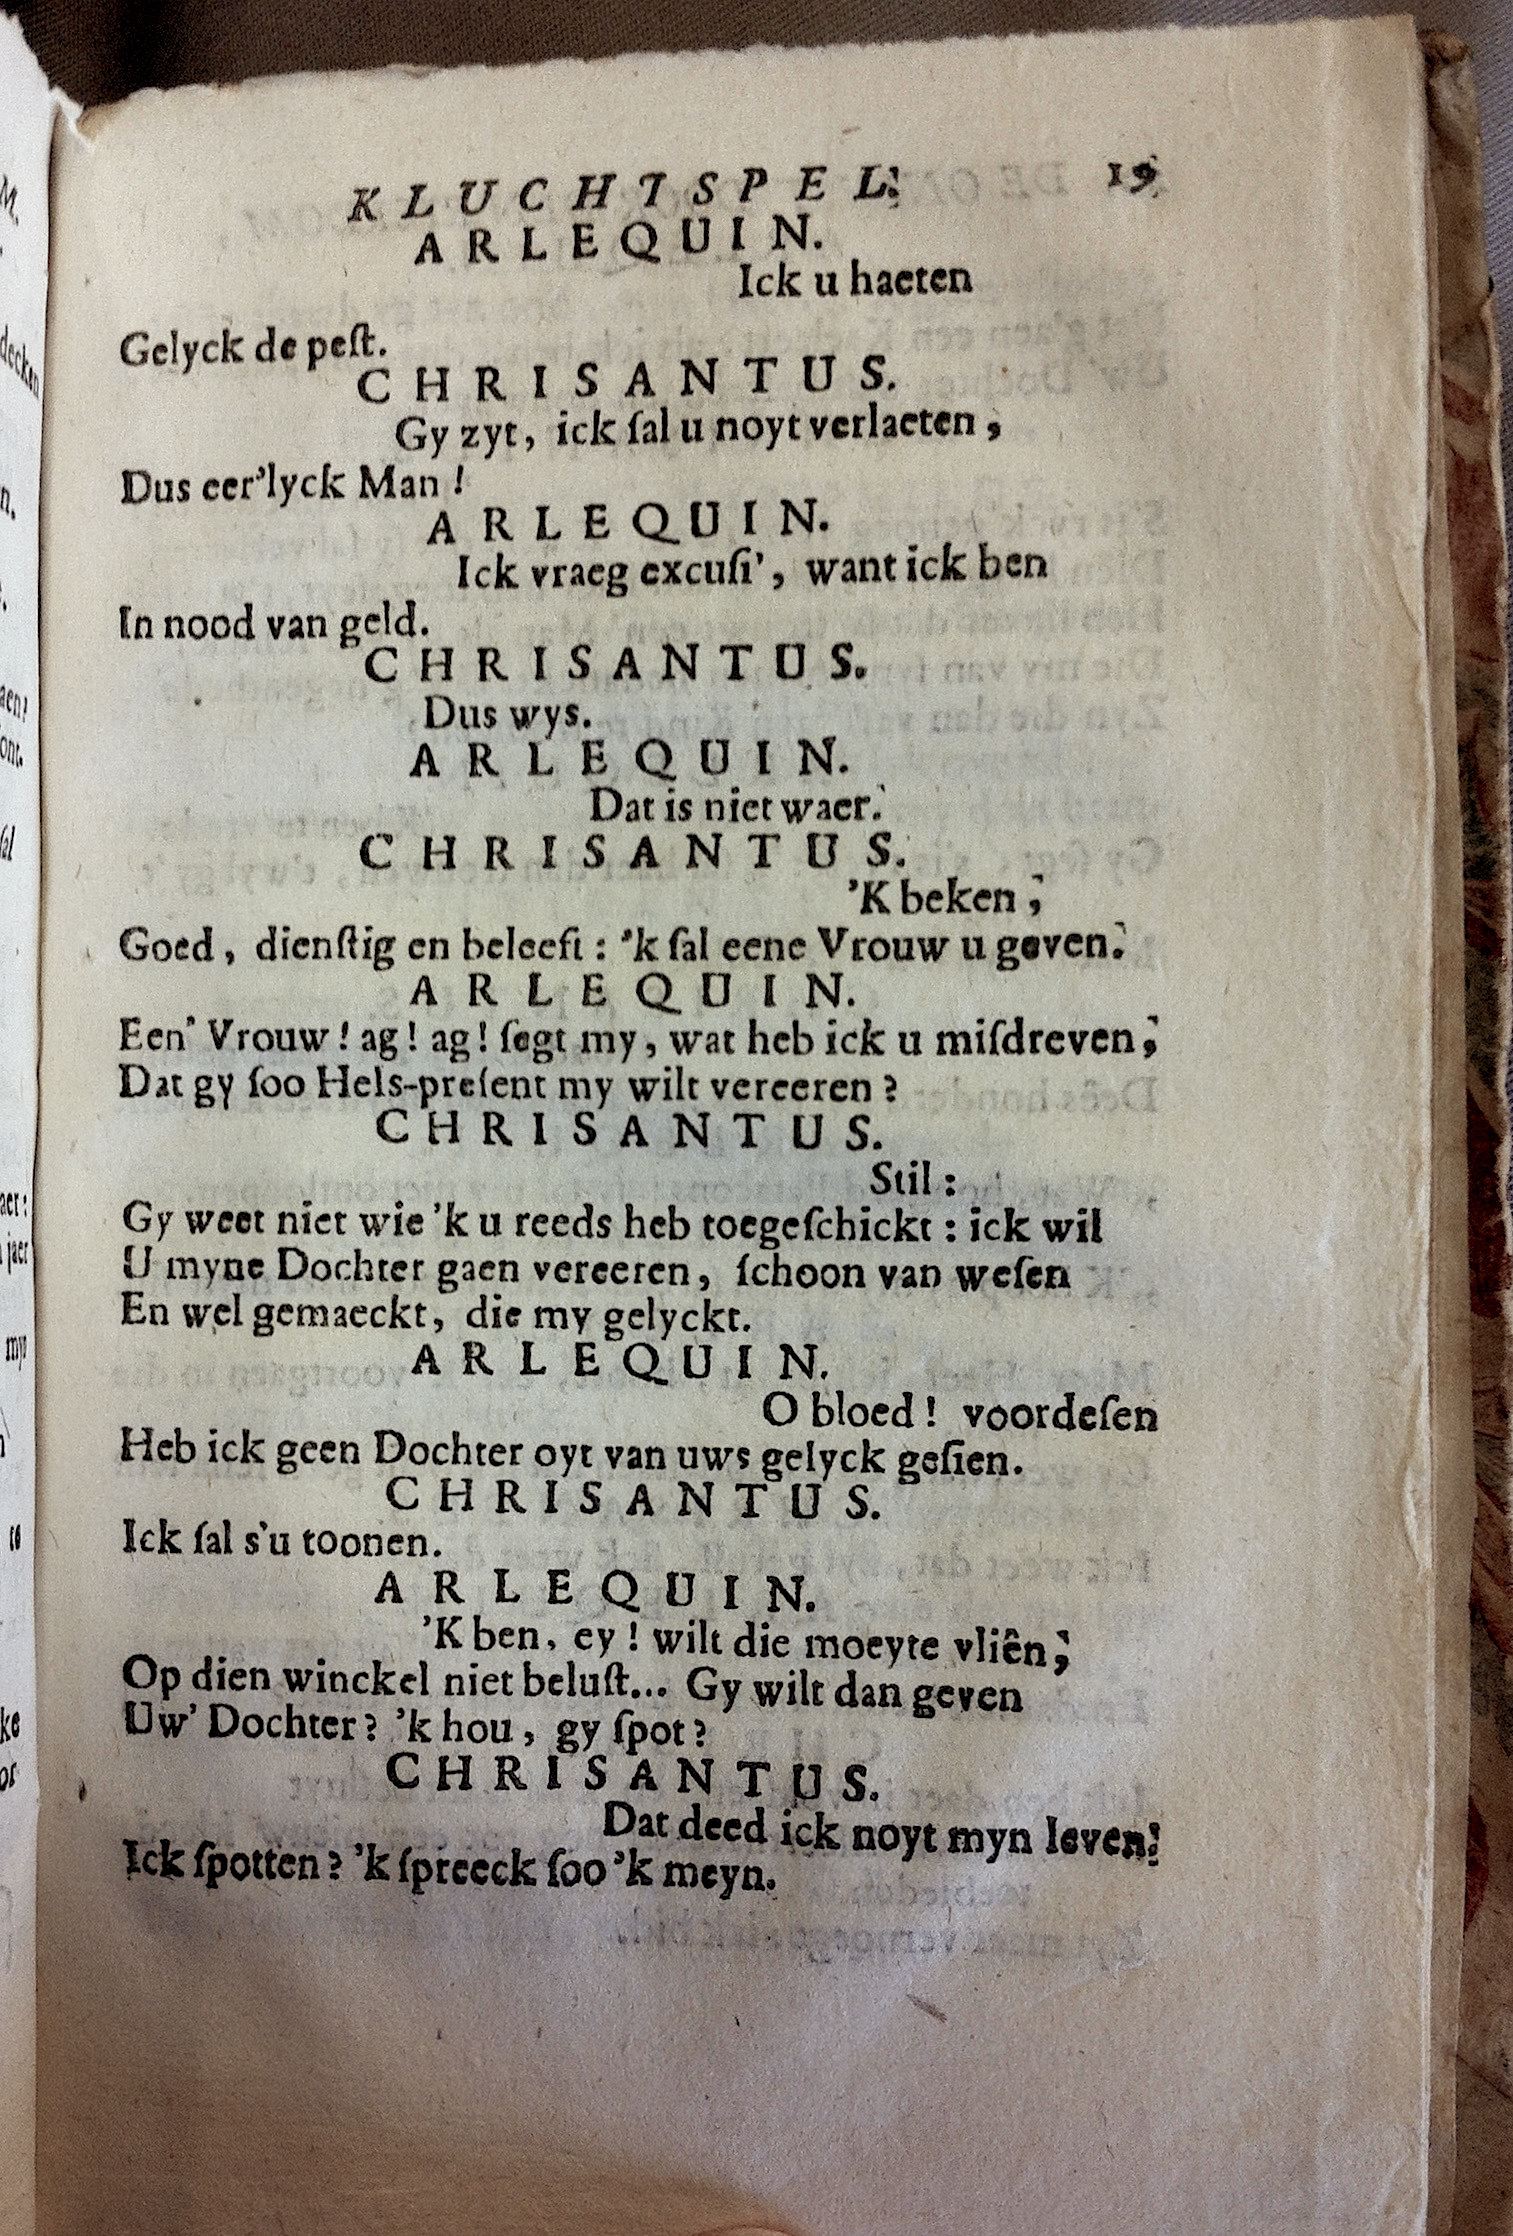 KLUCHTSPEL. 19
ARLEQUIN.
Ick u haeten
Gelyck de peſt.
CHRISANTUS.
Gy zyt, ick ſal u noyt verlaeten,
Dus eer'lyck Man!
ARLEQUIN.
Ick vraeg excuſi', want ick ben
In nood van geld.
CHRISANTUS.
Dus wys.
ARLEQUIN.
Dat is niet waer.
CHRISANTUS.
'K beken,
Goed, dienſtig en beleeft: 'k ſal eene Vrouw u geven.
ARLEQUIN.
Een' Vrouw! ag! ag! ſegt my, wat heb ick u miſdreven,
Dat gy ſoo Hels-preſent my wilt vereeren?
CHRISANTUS.
Stil:
Gy weet niet wie 'k u reeds heb toegeſchickt: ick wil
U myne Dochter gaen vereeren, ſchoon van weſen
En wel gemaeckt, die my gelyckt.
ARLEQUIN.
O bloed! voordeſen
Heb ick geen Dochter oyt van uws gelyck geſien.
CHRISANTUS.
Ick ſal s'u toonen.
ARLEQUIN.
'K ben, ey! wilt die moeyte vliên,
Op dien winckel niet beluſt... Gy wilt dan geven
Uw' Dochter? 'k hou, gy ſpot?
CHRISANTUS.
Dat deed ick noyt myn leven!
Ick ſpotten? 'k ſpreeck ſoo 'k meyn.